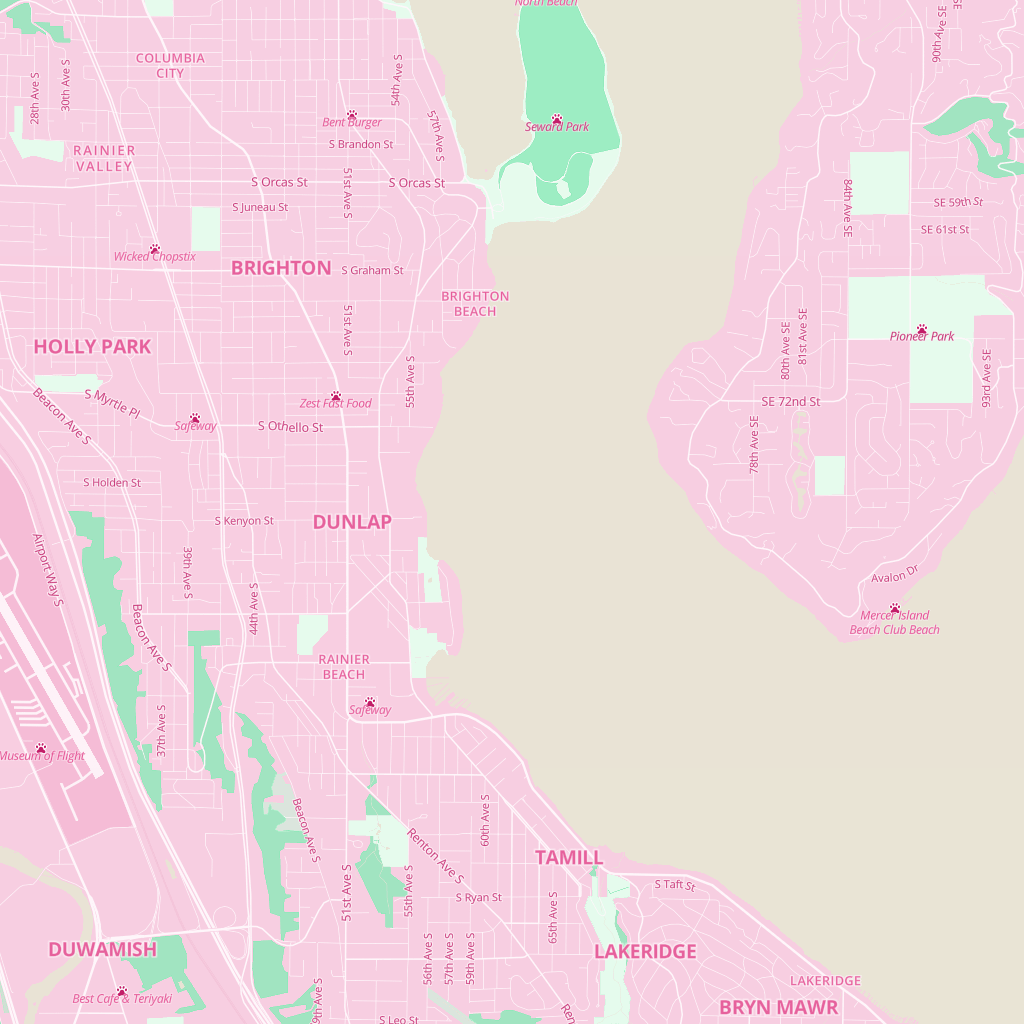 North Beach
COLUMBIA
CITY
28th Ave S
30th Ave S
54th Ave S
57th Ave S
90th Ave SE
SE
Bent Burger
S Brandon St
Seward Park
RAINIER
VALLEY
S Orcas St
51st Ave S
S Orcas St
84th Ave SE
S Juneau St
SE 59th St
SE 61st St
Wicked Chopstix
BRIGHTON
S Graham St
BRIGHTON
BEACH
51st Ave S
HOLLY PARK
Pioneer Park
80th Ave SE
81st Ave SE
93rd Ave SE
55th Ave S
S Myrtle Pl
Beacon Ave S
Zest Fast Food
SE 72nd St
Safeway
S Othello St
78th Ave SE
S Holden St
S Kenyon St
DUNLAP
Airport Way S
39th Ave S
Avalon Dr
44th Ave S
Beacon Ave S
Mercer Island
Beach Club Beach
RAINIER
BEACH
Safeway
37th Ave S
Museum of Flight
Beacon Ave S
60th Ave S
Renton Ave S
TAMILL
51st Ave S
55th Ave S
S Ryan St
65th Ave S
S Taft St
DUWAMISH
56th Ave S
57th Ave S
59th Ave S
LAKERIDGE
LAKERIDGE
Best Cafe & Teriyaki
9th Ave S
S Leo St
Ren
BRYN MAWR